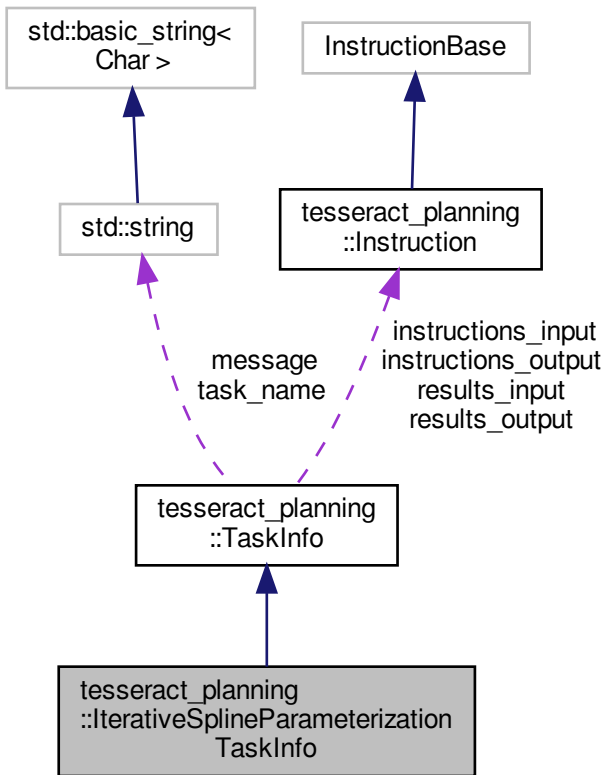 std::basic_string<
Char >
InstructionBase
std::string
tesseract_planning
::Instruction
message
task_name
instructions_input
instructions_output
results_input
results_output
tesseract_planning
::TaskInfo
tesseract_planning
::IterativeSplineParameterization
TaskInfo